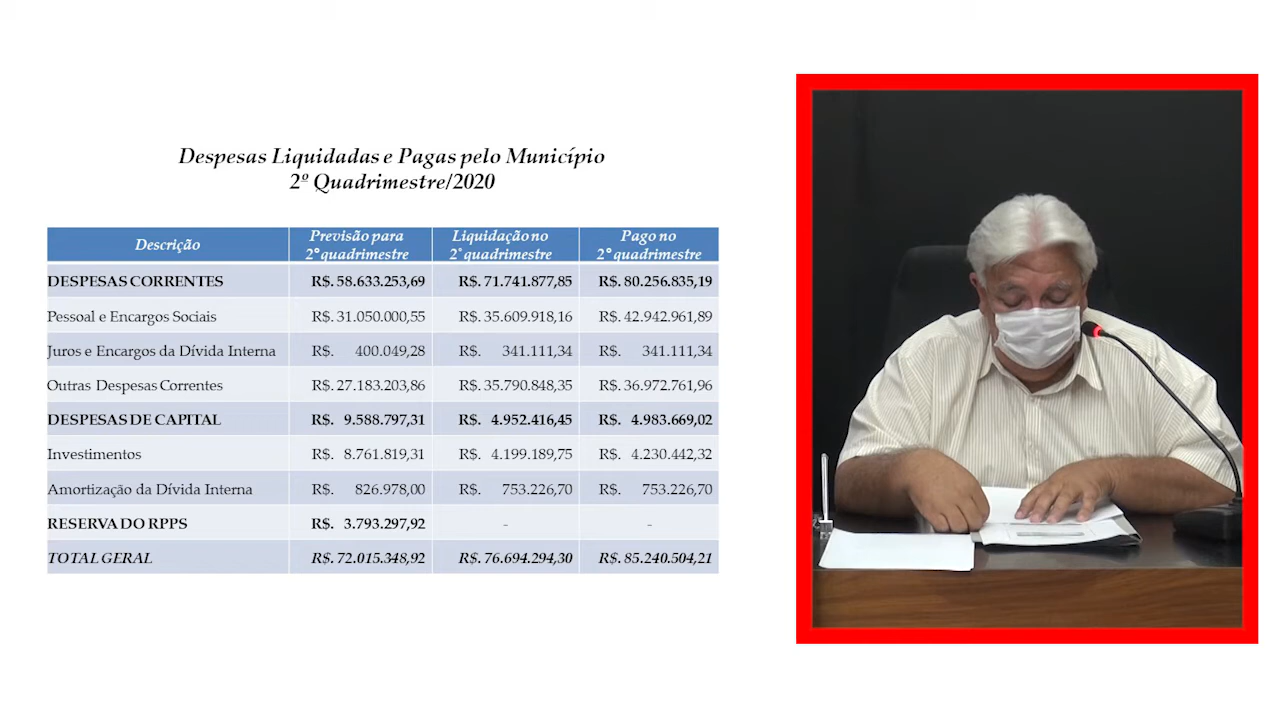 Despesas Liquidadas e Pagas pelo Município
2º Quadrimestre/2020
Descrição Previsão para 2° quadrimestre Liquidação no 2° quadrimestre Pago no 2° quadrimestre
DESPESAS CORRENTES R$. 58.633.253,69 R$. 71.741.877,85 R$. 80.256.835,19
Pessoal e Encargos Sociais R$. 31.050.000,55 R$. 35.609.918,16 R$. 42.942.961,89
Juros e Encargos da Dívida Interna R$. 400.049,28 R$. 341.111,34 R$. 341.111,34
Outras Despesas Correntes R$. 27.183.203,86 R$. 35.790.848,35 R$. 36.972.761,96
DESPESAS DE CAPITAL R$. 9.588.797,31 R$. 4.952.416,45 R$. 4.983.669,02
Investimentos R$. 8.761.819,31 R$. 4.199.189,75 R$. 4.230.442,32
Amortização da Dívida Interna R$. 826.978,00 R$. 753.226,70 R$. 753.226,70
RESERVA DO RPPS R$. 3.793.297,92 - -
TOTAL GERAL R$. 72.015.348,92 R$. 76.694.294,30 R$. 85.240.504,21